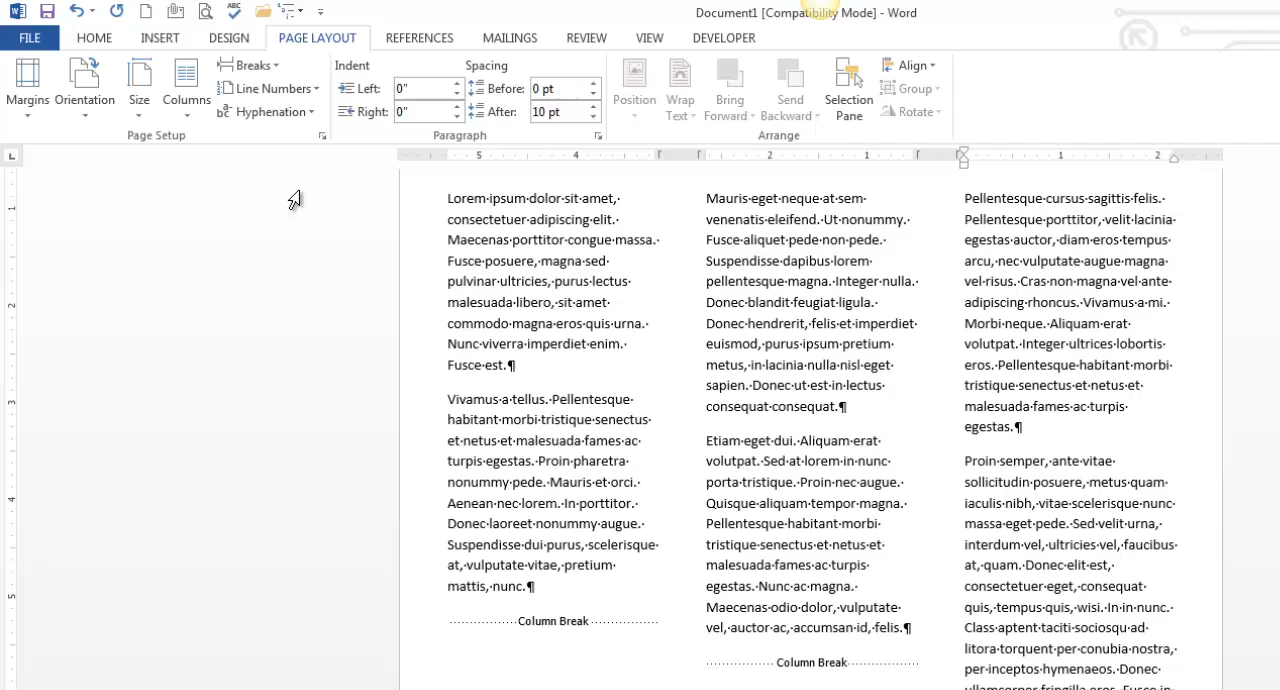 Document1 [Compatibility Mode] - Word
FILE HOME INSERT DESIGN PAGE LAYOUT REFERENCES MAILINGS REVIEW VIEW DEVELOPER
Margins
Orientation
Size
Columns
Breaks
Line Numbers
Hyphenation
Page Setup
Indent
Left: 0"
Right: 0"
Spacing
Before: 0 pt
After: 10 pt
Paragraph
Position
Wrap
Text
Bring
Forward
Send
Backward
Selection
Pane
Align
Group
Rotate
Arrange
5 4 2 1 1 2
1
2
3
4
5
Lorem·ipsum·dolor·sit·amet,·
consectetuer·adipiscing·elit.·
Maecenas·porttitor·congue·massa.·
Fusce·posuere,·magna·sed·
pulvinar·ultricies,·purus·lectus·
malesuada·libero,·sit·amet·
commodo·magna·eros·quis·urna.·
Nunc·viverra·imperdiet·enim.·
Fusce·est.¶
Vivamus·a·tellus.·Pellentesque·
habitant·morbi·tristique·senectus·
et·netus·et·malesuada·fames·ac·
turpis·egestas.·Proin·pharetra·
nonummy·pede.·Mauris·et·orci.·
Aenean·nec·lorem.·In·porttitor.·
Donec·laoreet·nonummy·augue.·
Suspendisse·dui·purus,·scelerisque·
at,·vulputate·vitae,·pretium·
mattis,·nunc.¶
Column Break
Mauris·eget·neque·at·sem·
venenatis·eleifend.·Ut·nonummy.·
Fusce·aliquet·pede·non·pede.·
Suspendisse·dapibus·lorem·
pellentesque·magna.·Integer·nulla.·
Donec·blandit·feugiat·ligula.·
Donec·hendrerit,·felis·et·imperdiet·
euismod,·purus·ipsum·pretium·
metus,·in·lacinia·nulla·nisl·eget·
sapien.·Donec·ut·est·in·lectus·
consequat·consequat.¶
Etiam·eget·dui.·Aliquam·erat·
volutpat.·Sed·at·lorem·in·nunc·
porta·tristique.·Proin·nec·augue.·
Quisque·aliquam·tempor·magna.·
Pellentesque·habitant·morbi·
tristique·senectus·et·netus·et·
malesuada·fames·ac·turpis·
egestas.·Nunc·ac·magna.·
Maecenas·odio·dolor,·vulputate·
vel,·auctor·ac,·accumsan·id,·felis.¶
Column Break
Pellentesque·cursus·sagittis·felis.·
Pellentesque·porttitor,·velit·lacinia·
egestas·auctor,·diam·eros·tempus·
arcu,·nec·vulputate·augue·magna·
vel·risus.·Cras·non·magna·vel·ante·
adipiscing·rhoncus.·Vivamus·a·mi.·
Morbi·neque.·Aliquam·erat·
volutpat.·Integer·ultrices·lobortis·
eros.·Pellentesque·habitant·morbi·
tristique·senectus·et·netus·et·
malesuada·fames·ac·turpis·
egestas.¶
Proin·semper,·ante·vitae·
sollicitudin·posuere,·metus·quam·
iaculis·nibh,·vitae·scelerisque·nunc·
massa·eget·pede.·Sed·velit·urna,·
interdum·vel,·ultricies·vel,·faucibus·
at,·quam.·Donec·elit·est,·
consectetuer·eget,·consequat·
quis,·tempus·quis,·wisi.·In·in·nunc.·
Class·aptent·taciti·sociosqu·ad·
litora·torquent·per·conubia·nostra,·
per·inceptos·hymenaeos.·Donec·
ullamcorper·fringilla·eros.·Fusce·in·